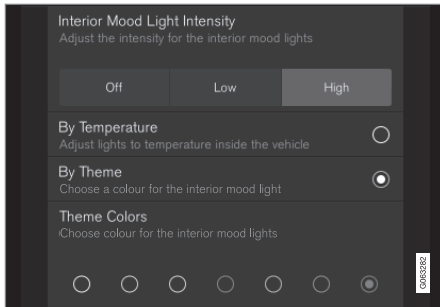 Interior Mood Light Intensity
Adjust the intensity for the interior mood lights
Off Low High
By Temperature
Adjust lights to temperature inside the vehicle
By Theme
Choose a colour for the interior mood light
Theme Colors
Choose colour for the interior mood lights
G063282